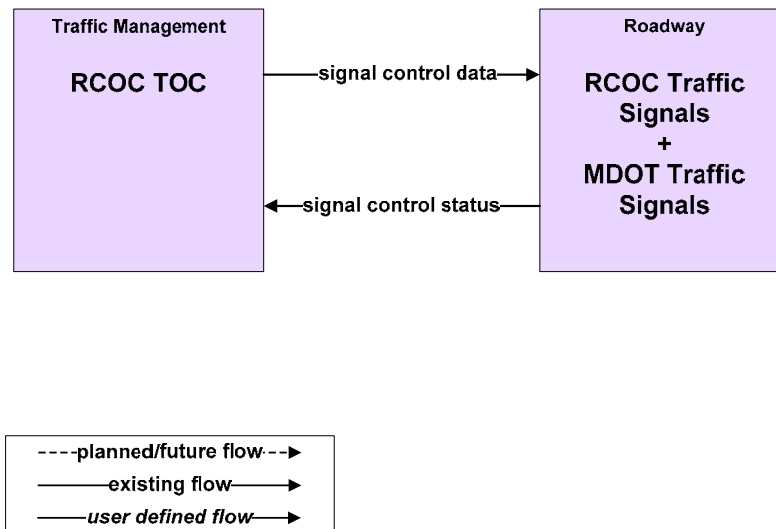 Traffic Management
RCOC TOC
signal control data
signal control status
Roadway
RCOC Traffic
Signals
+
MDOT Traffic
Signals
planned/future flow
existing flow
user defined flow